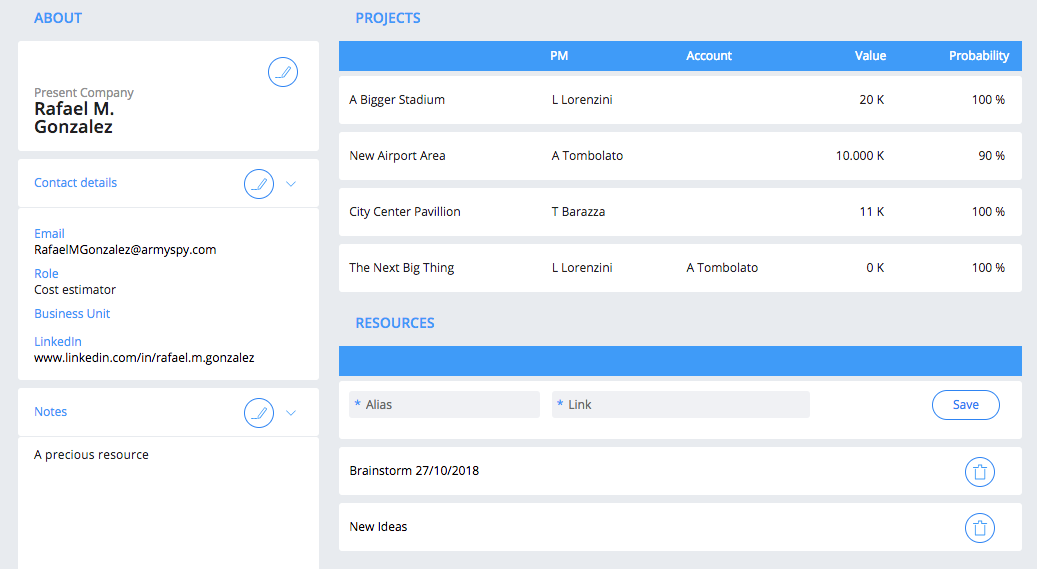 ABOUT
Present Company
Rafael M.
Gonzalez
Contact details
Email
RafaelMGonzalez@armyspy.com
Role
Cost estimator
Business Unit
LinkedIn
www.linkedin.com/in/rafael.m.gonzalez
Notes
A precious resource
PROJECTS
PM Account Value Probability
A Bigger Stadium L Lorenzini 20 K 100 %
New Airport Area A Tombolato 10.000 K 90 %
City Center Pavillion T Barazza 11 K 100 %
The Next Big Thing L Lorenzini A Tombolato 0 K 100 %
RESOURCES
* Alias * Link Save
Brainstorm 27/10/2018
New Ideas